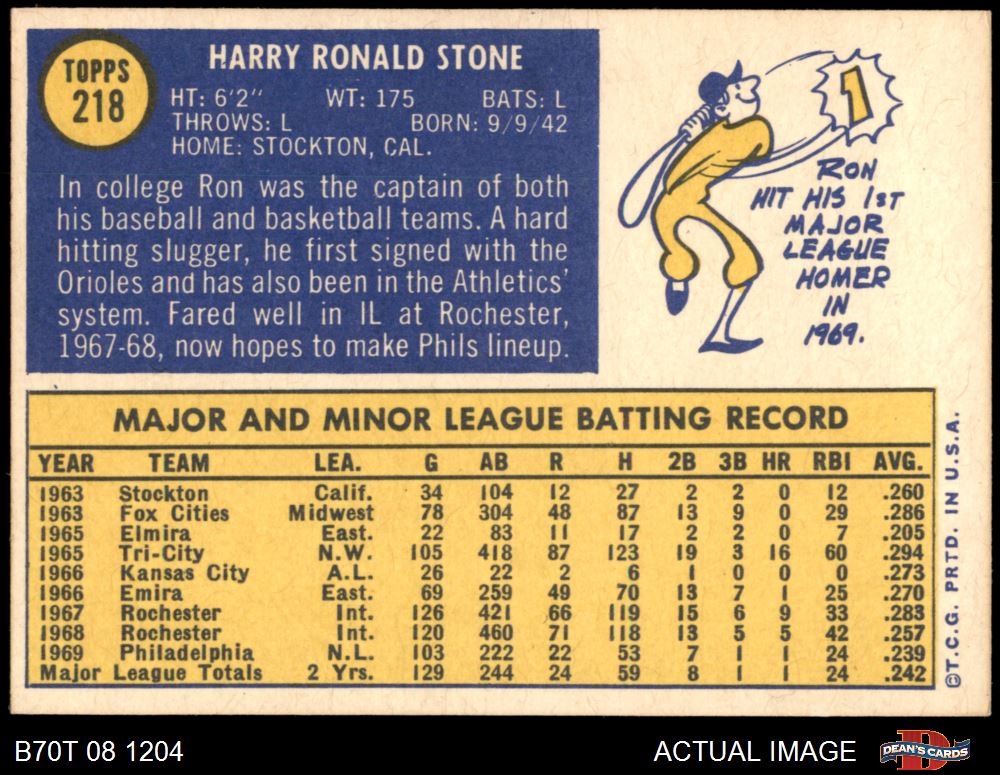 TOPPS
218
HARRY RONALD STONE
HT: 6'2" WT: 175 BATS: L
THROWS: L BORN: 9/9/42
HOME: STOCKTON, CAL.
In college Ron was the captain of both
his baseball and basketball teams. A hard
hitting slugger, he first signed with the
Orioles and has also been in the Athletics'
system. Fared well in IL at Rochester,
1967-68, now hopes to make Phils lineup.
1
RON
HIT HIS 1ST
MAJOR
LEAGUE
HOMER
IN
1969.
MAJOR AND MINOR LEAGUE BATTING RECORD
YEAR TEAM LEA. G AB R H 2B 3B HR RBI AVG.
1963 Stockton Calif. 34 104 12 27 2 2 0 12 .260
1963 Fox Cities Midwest 78 304 48 87 13 9 0 29 .286
1965 Elmira East. 22 83 11 17 2 2 0 7 .205
1965 Tri-City N.W. 105 418 87 123 19 3 16 60 .294
1966 Kansas City A.L. 26 22 2 6 1 0 0 0 .273
1966 Emira East. 69 259 49 70 13 7 1 25 .270
1967 Rochester Int. 126 421 66 119 15 6 9 33 .283
1968 Rochester Int. 120 460 71 118 13 5 5 42 .257
1969 Philadelphia N.L. 103 222 22 53 7 1 1 24 .239
Major League Totals 2 Yrs. 129 244 24 59 8 1 1 24 .242
©T.C.G. PRTD. IN U.S.A.
B70T 08 1204 ACTUAL IMAGE
D
DEAN'S CARDS